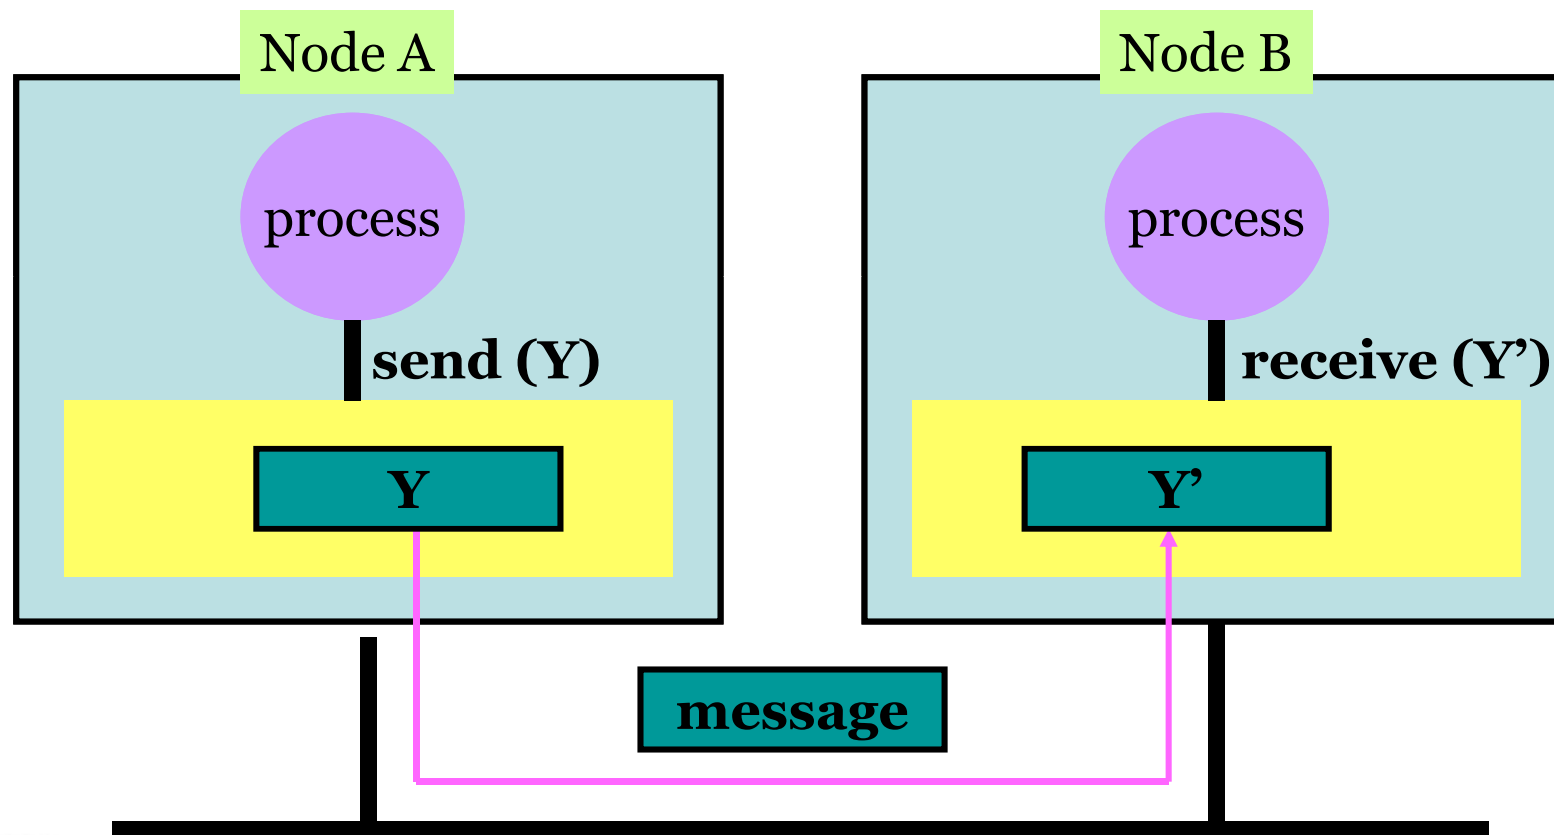 Node A
Node B
process
process
send (Y)
receive (Y’)
Y
Y’
message